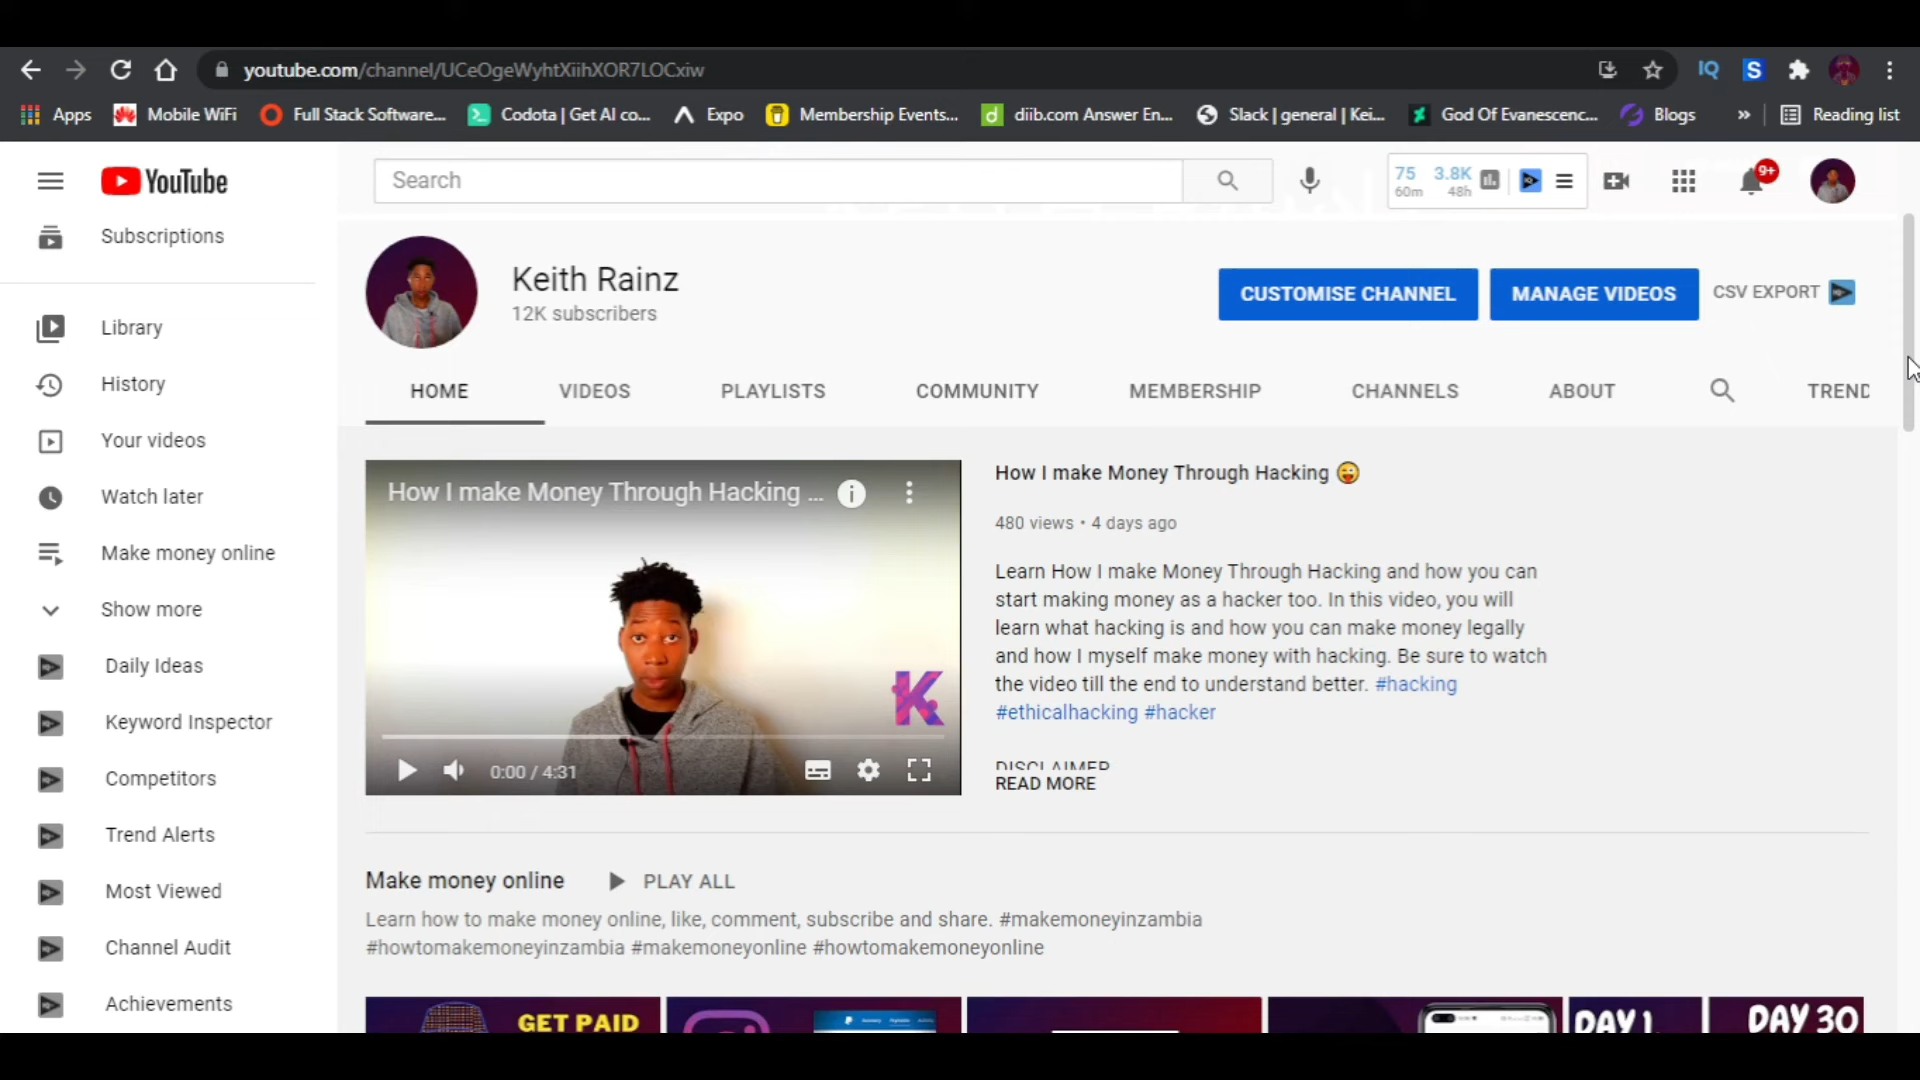 youtube.com/channel/UCeOgeWyhtXiihXOR7LOCxiw
IQ
S
Apps
Mobile WiFi
Full Stack Software...
Codota | Get AI co...
Expo
Membership Events...
diib.com Answer En...
Slack | general | Kei...
God Of Evanescenc...
Blogs
»
Reading list
YouTube
Search
75
60m
3.8K
48h
9+
Subscriptions
Library
History
Your videos
Watch later
Make money online
Show more
Daily Ideas
Keyword Inspector
Competitors
Trend Alerts
Most Viewed
Channel Audit
Achievements
Keith Rainz
12K subscribers
CUSTOMISE CHANNEL
MANAGE VIDEOS
CSV EXPORT
HOME
VIDEOS
PLAYLISTS
COMMUNITY
MEMBERSHIP
CHANNELS
ABOUT
TREND
How I make Money Through Hacking ...
K
0:00 / 4:31
How I make Money Through Hacking 😜
480 views • 4 days ago
Learn How I make Money Through Hacking and how you can
start making money as a hacker too. In this video, you will
learn what hacking is and how you can make money legally
and how I myself make money with hacking. Be sure to watch
the video till the end to understand better. #hacking
#ethicalhacking #hacker
DISCLAIMER
READ MORE
Make money online
PLAY ALL
Learn how to make money online, like, comment, subscribe and share. #makemoneyinzambia
#howtomakemoneyinzambia #makemoneyonline #howtomakemoneyonline
GET PAID
DAY 1
DAY 30